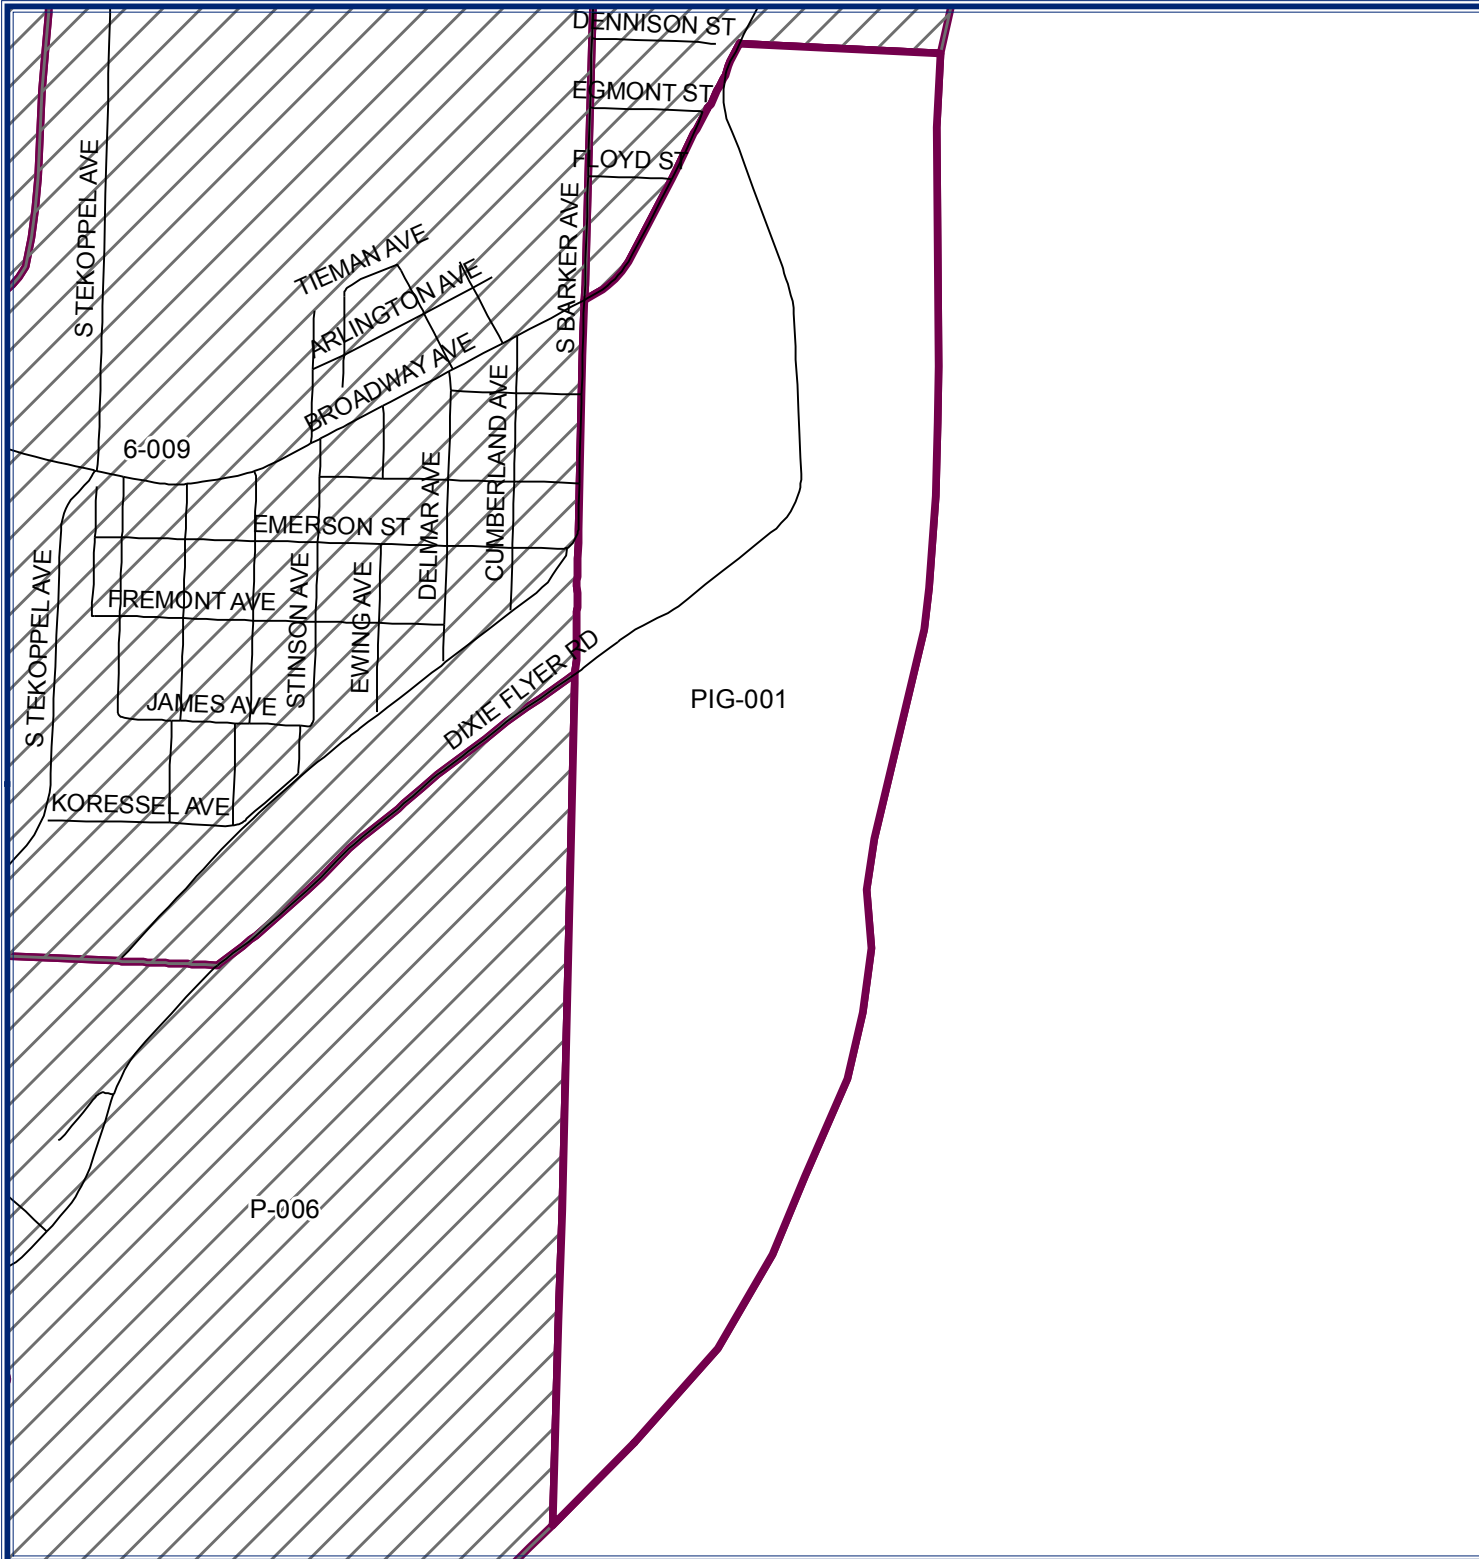 DENNISON ST
EGMONT ST
FLOYD ST
S TEKOPPEL AVE
S BARKER AVE
TIEMAN AVE
ARLINGTON AVE
BROADWAY AVE
CUMBERLAND AVE
6-009
DELMAR AVE
EMERSON ST
STINSON AVE
EWING AVE
S TEKOPPEL AVE
FREMONT AVE
DIXIE FLYER RD
PIG-001
JAMES AVE
KORESSEL AVE
P-006